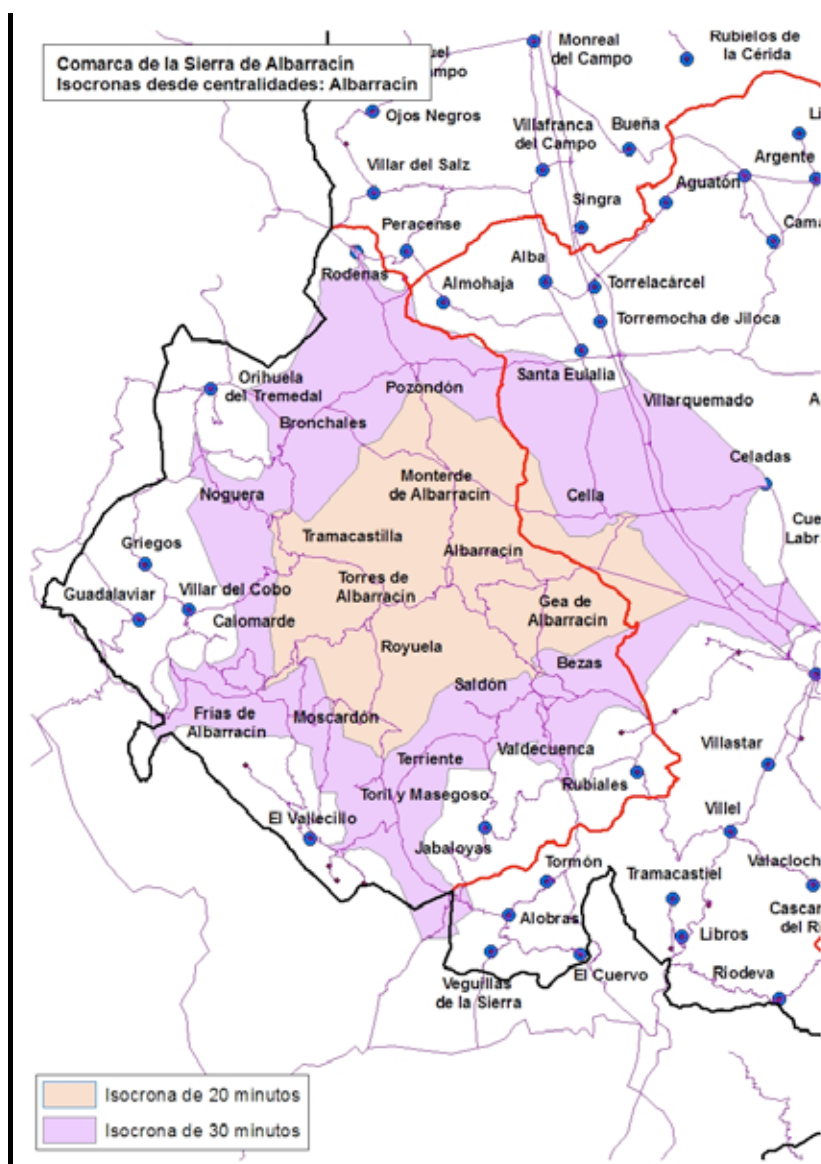 Comarca de la Sierra de Albarracín
Isocronas desde centralidades: Albarracín
Monreal
del Campo
Rubielos de
la Cérida
Ojos Negros
Villafranca
del Campo
Bueña
Argente
Villar del Salz
Aguatón
Singra
Peracense
Rodenas
Alba
Almohaja
Torrelacárcel
Torremocha de Jiloca
Santa Eulalia
Orihuela
del Tremedal
Pozondón
Villarquemado
Bronchales
Celadas
Noguera
Monterde
de Albarracín
Cella
Tramacastilla
Albarracín
Griegos
Torres de
Albarracín
Guadalaviar
Villar del Cobo
Calomarde
Gea de
Albarracín
Royuela
Bezas
Saldón
Frías de
Albarracín
Moscardón
Valdecuenca
Villastar
Terriente
Rubiales
Toril y Masegoso
El Vallecillo
Villel
Jabaloyas
Tormón
Tramacastiel
Valacloch
Cascan
del Ri
Alobras
Libros
Veguillas
de la Sierra
El Cuervo
Riodeva
Isocrona de 20 minutos
Isocrona de 30 minutos